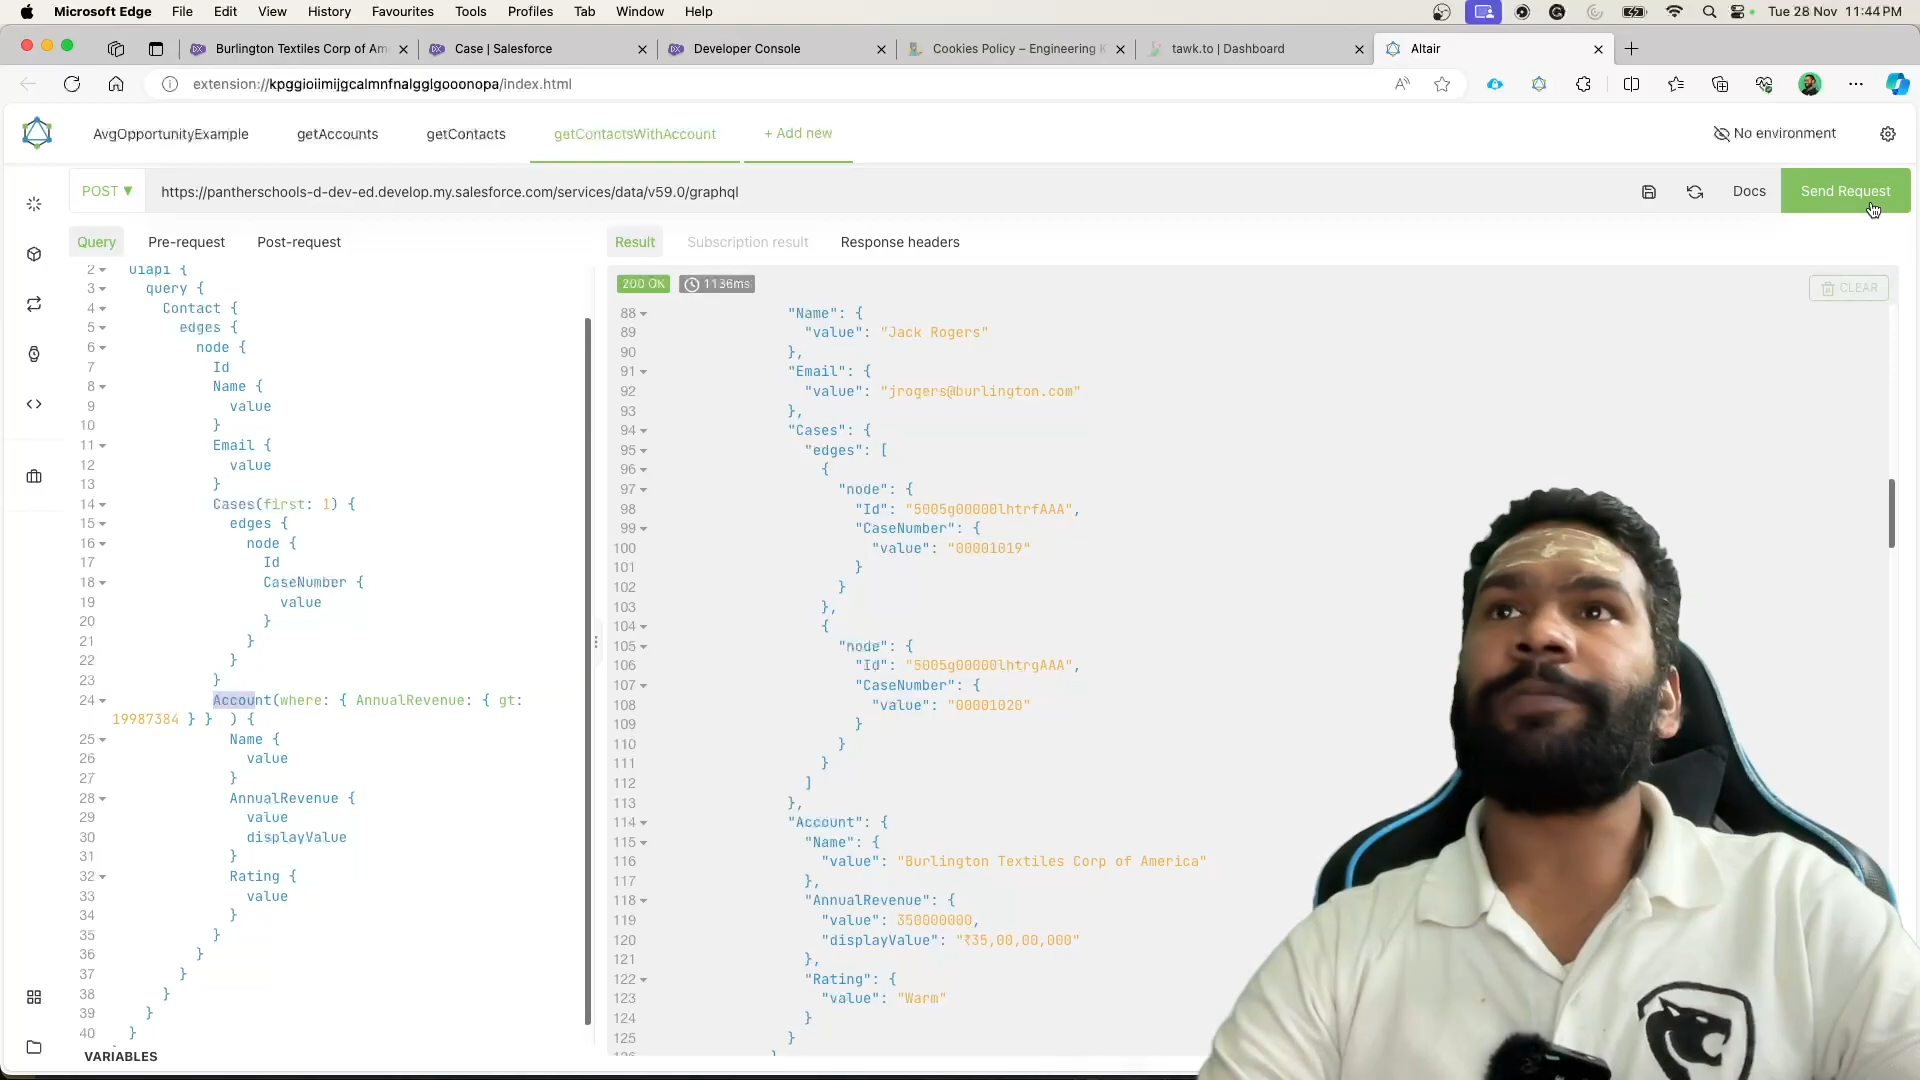 Microsoft Edge File Edit View History Favourites Tools Profiles Tab Window Help Tue 28 Nov 11:44 PM
Burlington Textiles Corp of Am Case | Salesforce Developer Console Cookies Policy – Engineering K tawk.to | Dashboard Altair
extension://kpggioiimijgcalmnfnalgglgooonopa/index.html
AvgOpportunityExample getAccounts getContacts getContactsWithAccount + Add new No environment
POST ▼ https://pantherschools-d-dev-ed.develop.my.salesforce.com/services/data/v59.0/graphql Docs Send Request
Query Pre-request Post-request Result Subscription result Response headers
2 uiapi {
3 query {
4 Contact {
5 edges {
6 node {
7 Id
8 Name {
9 value
10 }
11 Email {
12 value
13 }
14 Cases(first: 1) {
15 edges {
16 node {
17 Id
18 CaseNumber {
19 value
20 }
21 }
22 }
23 }
24 Account(where: { AnnualRevenue: { gt:
19987384 } } ) {
25 Name {
26 value
27 }
28 AnnualRevenue {
29 value
30 displayValue
31 }
32 Rating {
33 value
34 }
35 }
36 }
37 }
38 }
39 }
40 }
VARIABLES
200 OK 1136ms CLEAR
88 "Name": {
89 "value": "Jack Rogers"
90 },
91 "Email": {
92 "value": "jrogers@burlington.com"
93 },
94 "Cases": {
95 "edges": [
96 {
97 "node": {
98 "Id": "5005g00000lhtrfAAA",
99 "CaseNumber": {
100 "value": "00001019"
101 }
102 }
103 },
104 {
105 "node": {
106 "Id": "5005g00000lhtrgAAA",
107 "CaseNumber": {
108 "value": "00001020"
109 }
110 }
111 }
112 ]
113 },
114 "Account": {
115 "Name": {
116 "value": "Burlington Textiles Corp of America"
117 },
118 "AnnualRevenue": {
119 "value": 350000000,
120 "displayValue": "₹35,00,00,000"
121 },
122 "Rating": {
123 "value": "Warm"
124 }
125 }